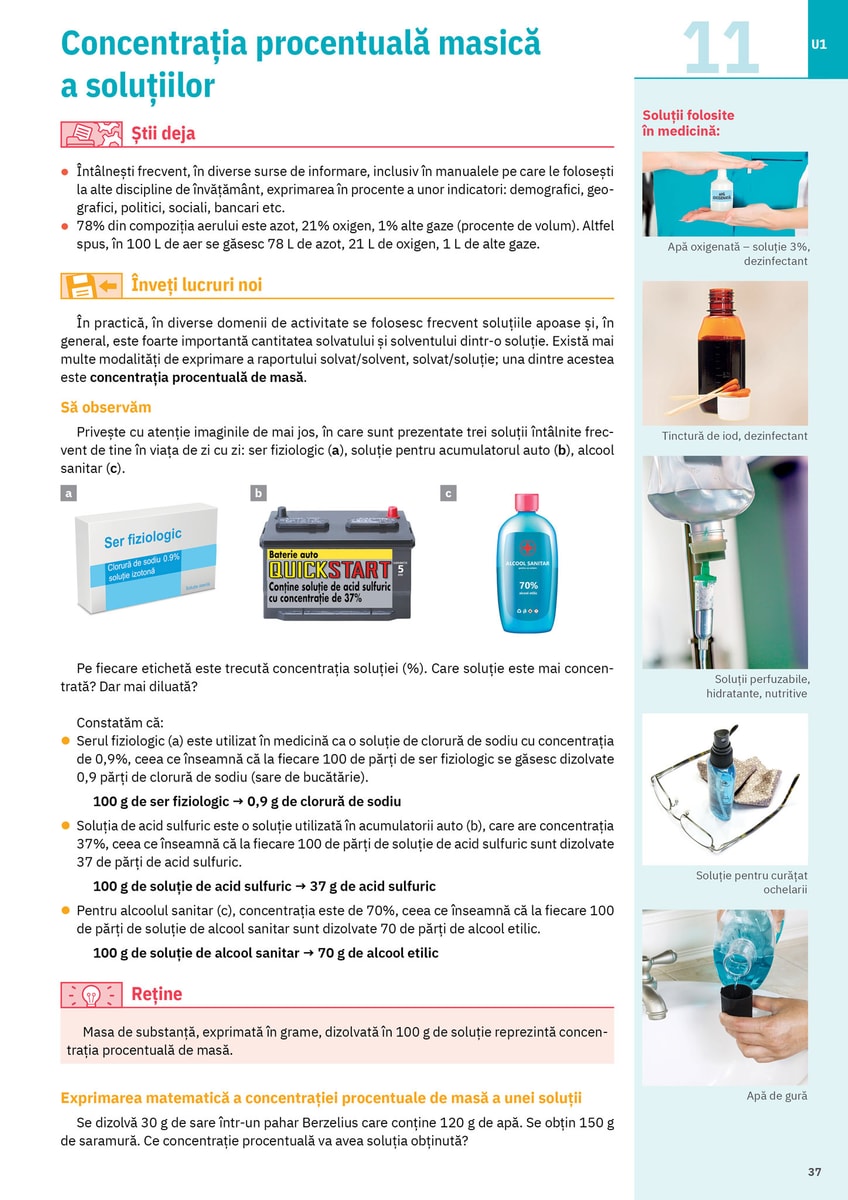 Concentrația procentuală masică
a soluțiilor
11
U1
Știi deja
● Întâlnești frecvent, în diverse surse de informare, inclusiv în manualele pe care le folosești
la alte discipline de învățământ, exprimarea în procente a unor indicatori: demografici, geo-
grafici, politici, sociali, bancari etc.
● 78% din compoziția aerului este azot, 21% oxigen, 1% alte gaze (procente de volum). Altfel
spus, în 100 L de aer se găsesc 78 L de azot, 21 L de oxigen, 1 L de alte gaze.
Înveți lucruri noi
În practică, în diverse domenii de activitate se folosesc frecvent soluțiile apoase și, în
general, este foarte importantă cantitatea solvatului și solventului dintr-o soluție. Există mai
multe modalități de exprimare a raportului solvat/solvent, solvat/soluție; una dintre acestea
este concentrația procentuală de masă.
Să observăm
Privește cu atenție imaginile de mai jos, în care sunt prezentate trei soluții întâlnite frec-
vent de tine în viața de zi cu zi: ser fiziologic (a), soluție pentru acumulatorul auto (b), alcool
sanitar (c).
a
Ser fiziologic
Clorură de sodiu 0.9%
soluție izotonă
b
Baterie auto
QUICKSTART
5
Conține soluție de acid sulfuric
cu concentrație de 37%
c
ALCOOL SANITAR
70%
alcool etilic
Pe fiecare etichetă este trecută concentrația soluției (%). Care soluție este mai concen-
trată? Dar mai diluată?
Constatăm că:
● Serul fiziologic (a) este utilizat în medicină ca o soluție de clorură de sodiu cu concentrația
de 0,9%, ceea ce înseamnă că la fiecare 100 de părți de ser fiziologic se găsesc dizolvate
0,9 părți de clorură de sodiu (sare de bucătărie).
100 g de ser fiziologic → 0,9 g de clorură de sodiu
● Soluția de acid sulfuric este o soluție utilizată în acumulatorii auto (b), care are concentrația
37%, ceea ce înseamnă că la fiecare 100 de părți de soluție de acid sulfuric sunt dizolvate
37 de părți de acid sulfuric.
100 g de soluție de acid sulfuric → 37 g de acid sulfuric
● Pentru alcoolul sanitar (c), concentrația este de 70%, ceea ce înseamnă că la fiecare 100
de părți de soluție de alcool sanitar sunt dizolvate 70 de părți de alcool etilic.
100 g de soluție de alcool sanitar → 70 g de alcool etilic
Reține
Masa de substanță, exprimată în grame, dizolvată în 100 g de soluție reprezintă concen-
trația procentuală de masă.
Exprimarea matematică a concentrației procentuale de masă a unei soluții
Se dizolvă 30 g de sare într-un pahar Berzelius care conține 120 g de apă. Se obțin 150 g
de saramură. Ce concentrație procentuală va avea soluția obținută?
Soluții folosite
în medicină:
Apă oxigenată – soluție 3%,
dezinfectant
Tinctură de iod, dezinfectant
Soluții perfuzabile,
hidratante, nutritive
Soluție pentru curățat
ochelarii
Apă de gură
37